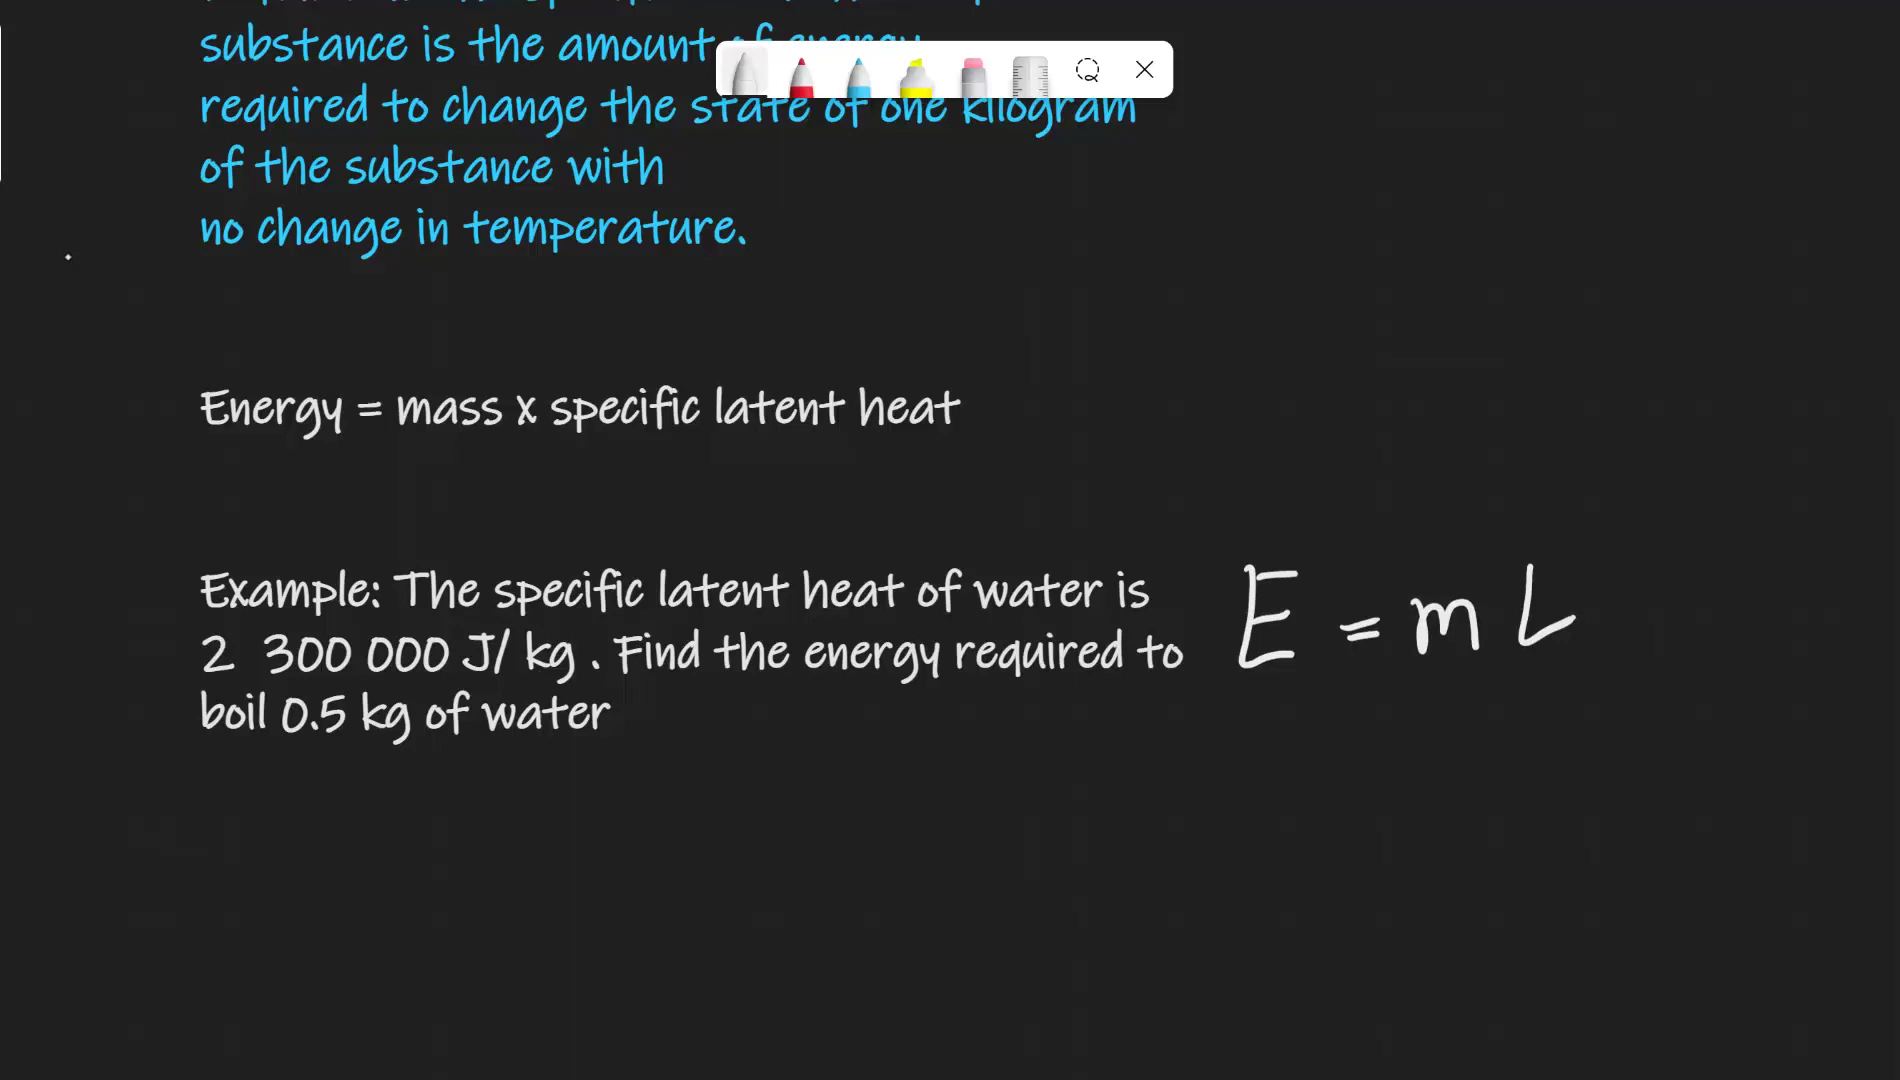 substance is the amount of energy
required to change the state of one kilogram
of the substance with
no change in temperature.
Energy = mass x specific latent heat
Example: The specific latent heat of water is
2 300 000 J/ kg . Find the energy required to
boil 0.5 kg of water
E = m L